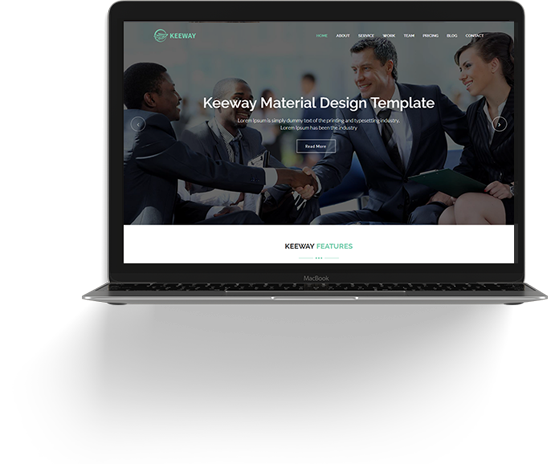 KEEWAY
HOME ABOUT SERVICE WORK TEAM PRICING BLOG CONTACT
Keeway Material Design Template
Lorem Ipsum is simply dummy text of the printing and typesetting industry.
Lorem Ipsum has been the industry
Read More
KEEWAY FEATURES
MacBook